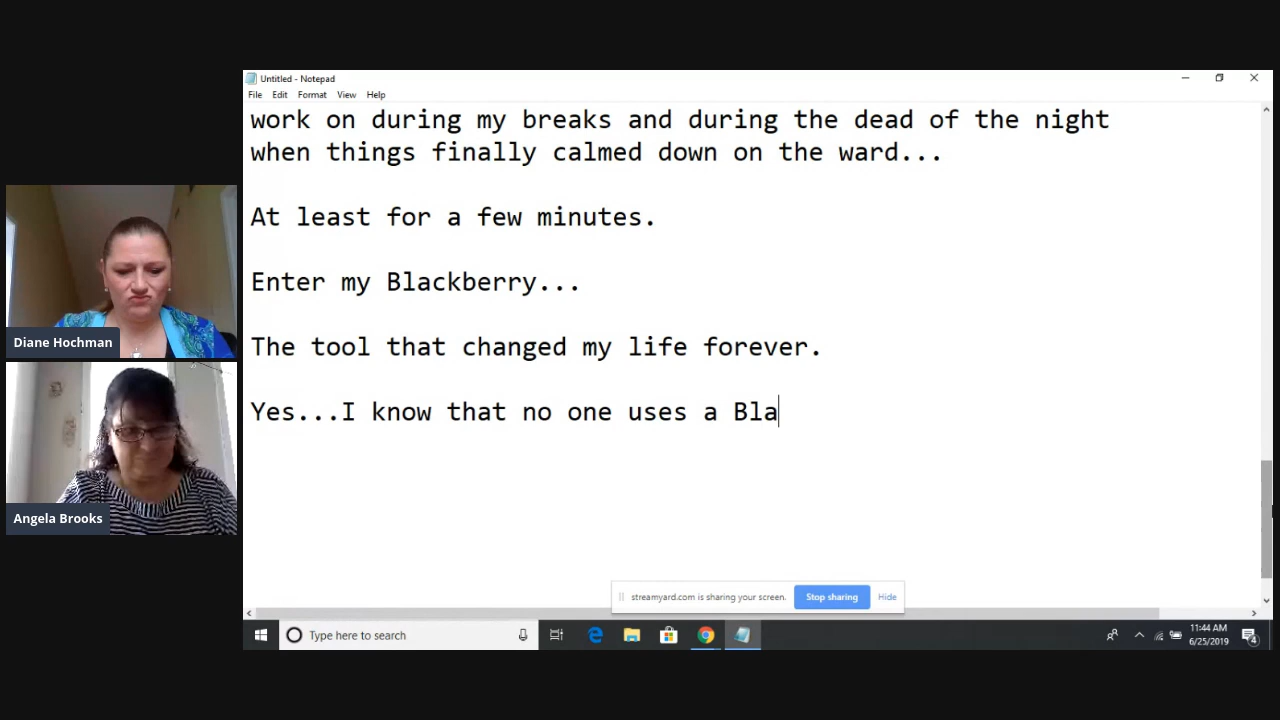 Untitled - Notepad
File Edit Format View Help
work on during my breaks and during the dead of the night
when things finally calmed down on the ward...
At least for a few minutes.
Enter my Blackberry...
The tool that changed my life forever.
Yes...I know that no one uses a Bla
Diane Hochman
Angela Brooks
streamyard.com is sharing your screen. Stop sharing Hide
Type here to search
11:44 AM
6/25/2019
4